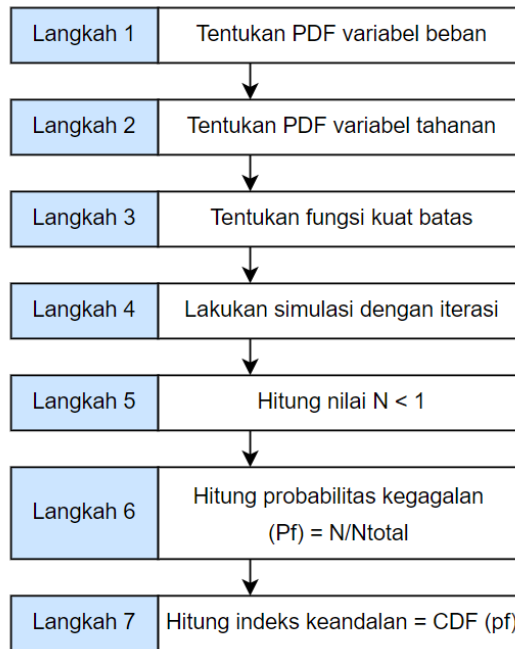 Langkah 1 Tentukan PDF variabel beban
Langkah 2 Tentukan PDF variabel tahanan
Langkah 3 Tentukan fungsi kuat batas
Langkah 4 Lakukan simulasi dengan iterasi
Langkah 5 Hitung nilai N < 1
Langkah 6 Hitung probabilitas kegagalan
(Pf) = N/Ntotal
Langkah 7 Hitung indeks keandalan = CDF (pf)